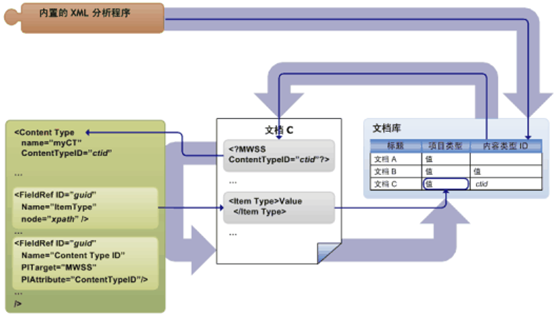 内置的 XML 分析程序
<Content Type
name="myCT"
ContentTypeID="ctid"
...
<FieldRef ID="guid"
Name="ItemType"
node="xpath" />
...
<FieldRef ID="guid"
Name="Content Type ID"
PITarget="MWSS"
PIAttribute="ContentTypeID"/>
...
/>
文档 C
<?MWSS
ContentTypeID="ctid"?>
...
<Item Type>Value
</Item Type>
...
文档库
标题 项目类型 内容类型 ID
文档 A 值
文档 B 值 值
文档 C 值 ctid